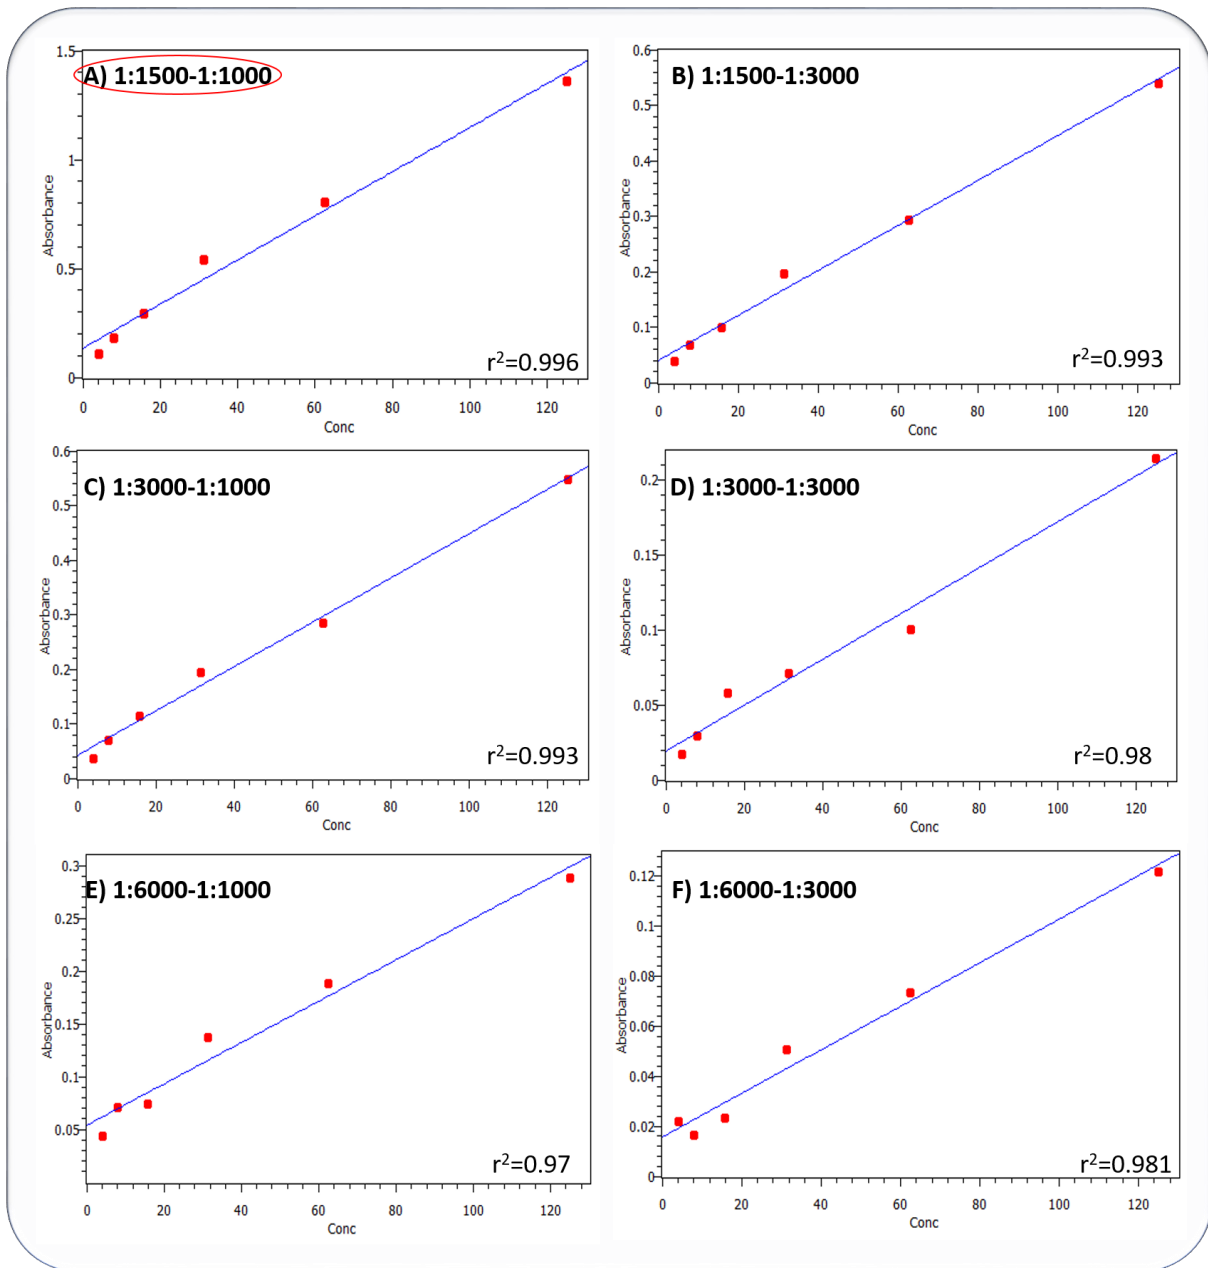 A) 1:1500-1:1000
1.5
1
0.5
0
Absorbance
r²=0.996
0 20 40 60 80 100 120
Conc
B) 1:1500-1:3000
0.6
0.5
0.4
0.3
0.2
0.1
0
Absorbance
r²=0.993
0 20 40 60 80 100 120
Conc
C) 1:3000-1:1000
0.6
0.5
0.4
0.3
0.2
0.1
0
Absorbance
r²=0.993
0 20 40 60 80 100 120
Conc
D) 1:3000-1:3000
0.2
0.15
0.1
0.05
0
Absorbance
r²=0.98
0 20 40 60 80 100 120
Conc
E) 1:6000-1:1000
0.3
0.25
0.2
0.15
0.1
0.05
Absorbance
r²=0.97
0 20 40 60 80 100 120
Conc
F) 1:6000-1:3000
0.12
0.1
0.08
0.06
0.04
0.02
0
Absorbance
r²=0.981
0 20 40 60 80 100 120
Conc